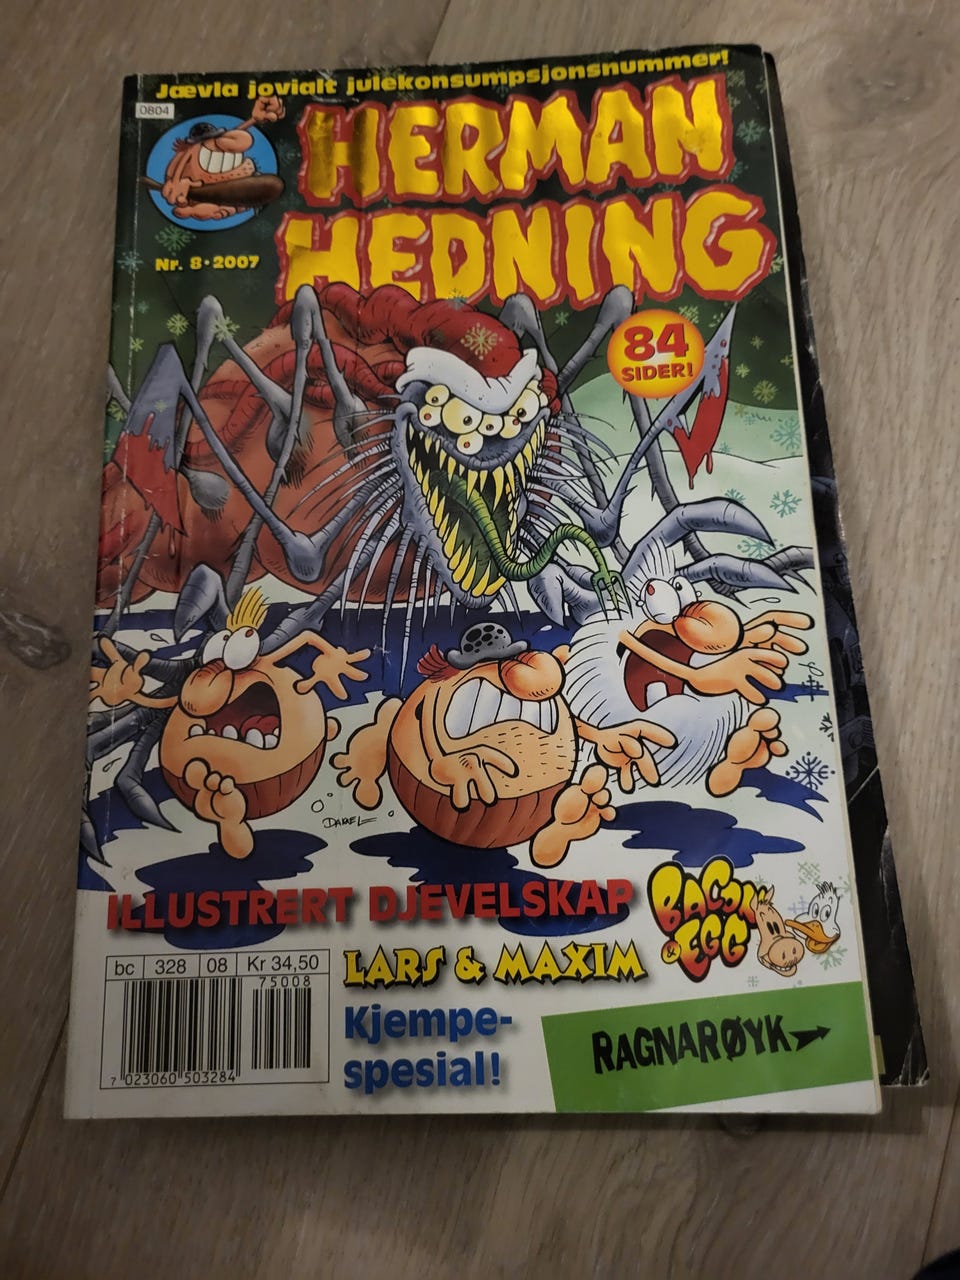 Jævla jovialt julekonsumpsjonsnummer!
0804
HERMAN
HEDNING
Nr. 8 • 2007
84
SIDER!
DARNEL
ILLUSTRERT DJEVELSKAP
BACON
& EGG
LARS & MAXIM
Kjempe-
spesial!
RAGNARØYK
bc 328 08 Kr 34,50
75008
7 023060 503284